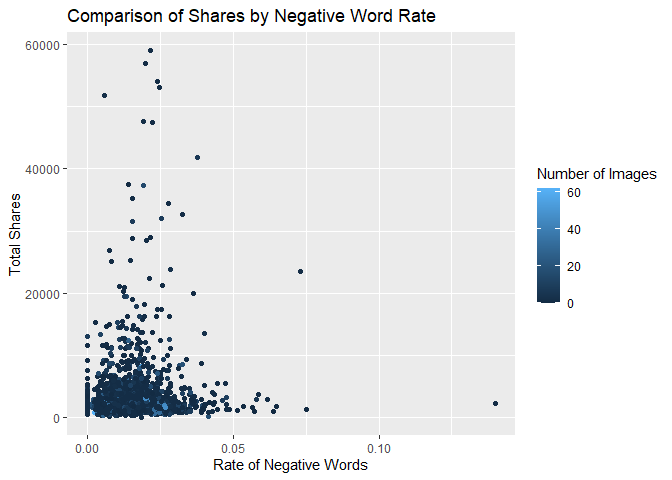 Comparison of Shares by Negative Word Rate
60000
40000
20000
0
Total Shares
0.00
0.05
0.10
Rate of Negative Words
Number of Images
60
40
20
0